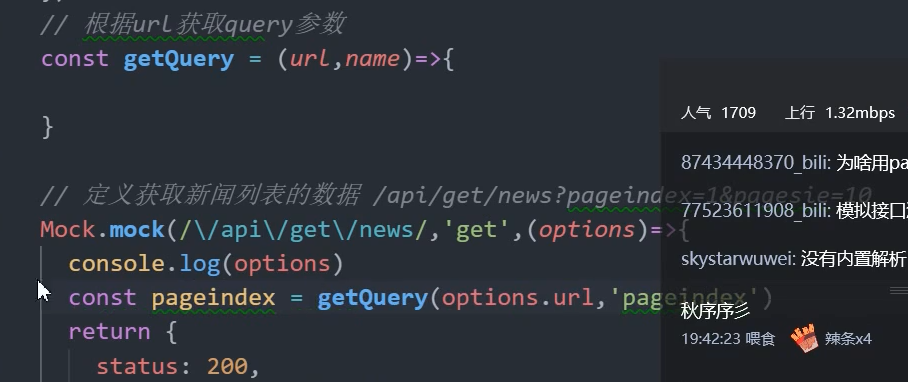 // 根据url获取query参数
const getQuery = (url,name)=>{
}
// 定义获取新闻列表的数据 /api/get/news?pageindex=1&pagesie=10
Mock.mock(/\/api\/get\/news/,'get',(options)=>{
console.log(options)
const pageindex = getQuery(options.url,'pageindex')
return {
status: 200,
人气 1709 上行 1.32mbps
87434448370_bili: 为啥用pa
77523611908_bili: 模拟接口
skystarwuwei: 没有内置解析
秋序序彡
19:42:23 喂食 辣条x4